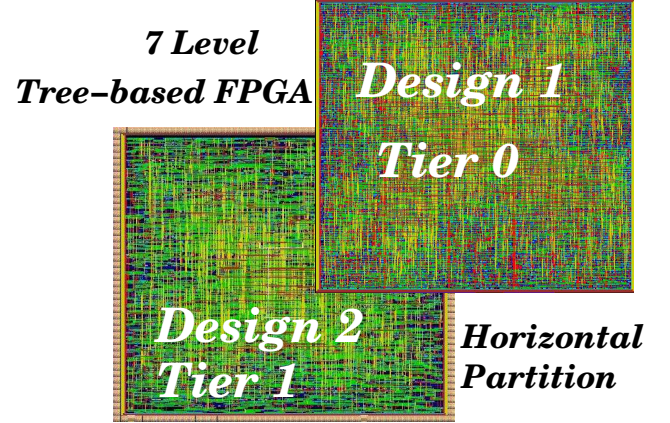 7 Level
Tree–based FPGA
Design 1
Tier 0
Design 2
Tier 1
Horizontal
Partition